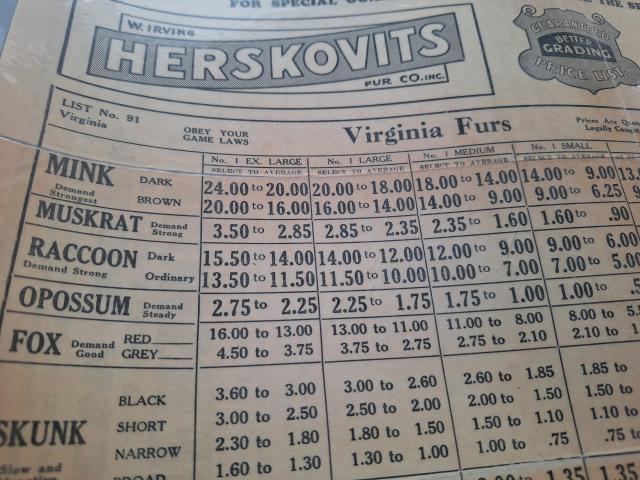 FOR SPECIAL
W. IRVING
HERSKOVITS
FUR CO. INC.
GUARANTEED
BETTER
GRADING
PRICE LIST
LIST No. 91
Virginia
OBEY YOUR
GAME LAWS
Virginia Furs
Prices Are
Legally
No. 1 EX. LARGE No. 1 LARGE No. 1 MEDIUM No. 1 SMALL
SELECT TO AVERAGE SELECT TO AVERAGE SELECT TO AVERAGE SELECT TO AVERAGE
MINK DARK 24.00 to 20.00 20.00 to 18.00 18.00 to 14.00 14.00 to 9.00
Demand
Strongest BROWN 20.00 to 16.00 16.00 to 14.00 14.00 to 9.00 9.00 to 6.25
MUSKRAT Demand Strong 3.50 to 2.85 2.85 to 2.35 2.35 to 1.60 1.60 to .90
RACCOON Dark 15.50 to 14.00 14.00 to 12.00 12.00 to 9.00 9.00 to 6.00
Demand Strong Ordinary 13.50 to 11.50 11.50 to 10.00 10.00 to 7.00 7.00 to 5.00
OPOSSUM Demand Steady 2.75 to 2.25 2.25 to 1.75 1.75 to 1.00 1.00 to
FOX Demand Good RED 16.00 to 13.00 13.00 to 11.00 11.00 to 8.00 8.00 to
GREY 4.50 to 3.75 3.75 to 2.75 2.75 to 2.10 2.10 to
SKUNK BLACK 3.60 to 3.00 3.00 to 2.60 2.60 to 1.85 1.85 to
SHORT 3.00 to 2.50 2.50 to 2.00 2.00 to 1.50 1.50 to
NARROW 2.30 to 1.80 1.80 to 1.50 1.50 to 1.10 1.10 to
Slow and
BROAD 1.60 to 1.30 1.30 to 1.00 1.00 to .75 .75 to
1.35 1.35